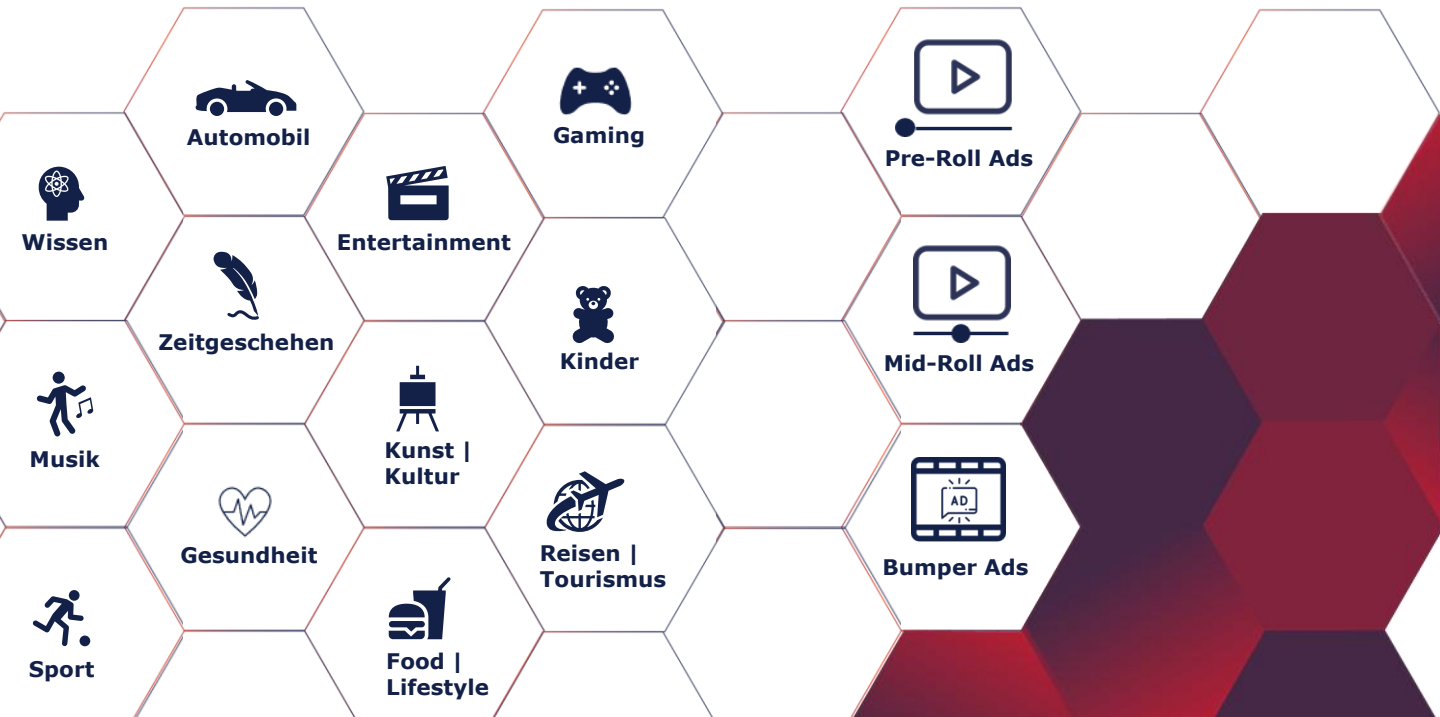 Wissen
Musik
Sport
Automobil
Zeitgeschehen
Gesundheit
Entertainment
Kunst |
Kultur
Food |
Lifestyle
Gaming
Kinder
Reisen |
Tourismus
Pre-Roll Ads
Mid-Roll Ads
AD
Bumper Ads